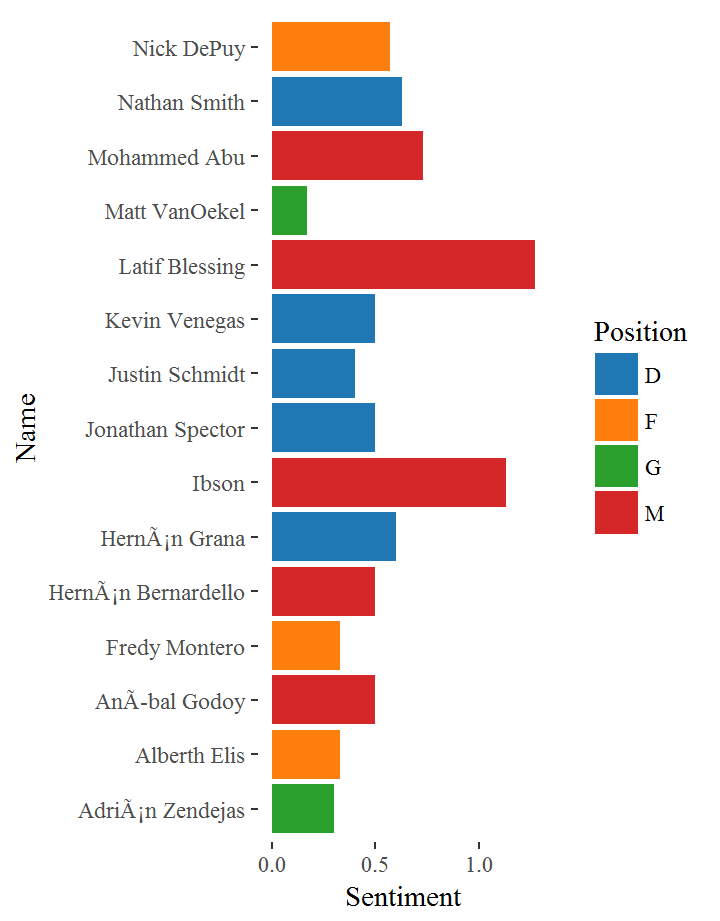 Nick DePuy
Nathan Smith
Mohammed Abu
Matt VanOekel
Latif Blessing
Kevin Venegas
Justin Schmidt
Jonathan Spector
Ibson
HernÃ¡n Grana
HernÃ¡n Bernardello
Fredy Montero
AnÃ-bal Godoy
Alberth Elis
AdriÃ¡n Zendejas
Name
0.0 0.5 1.0
Sentiment
Position
D
F
G
M